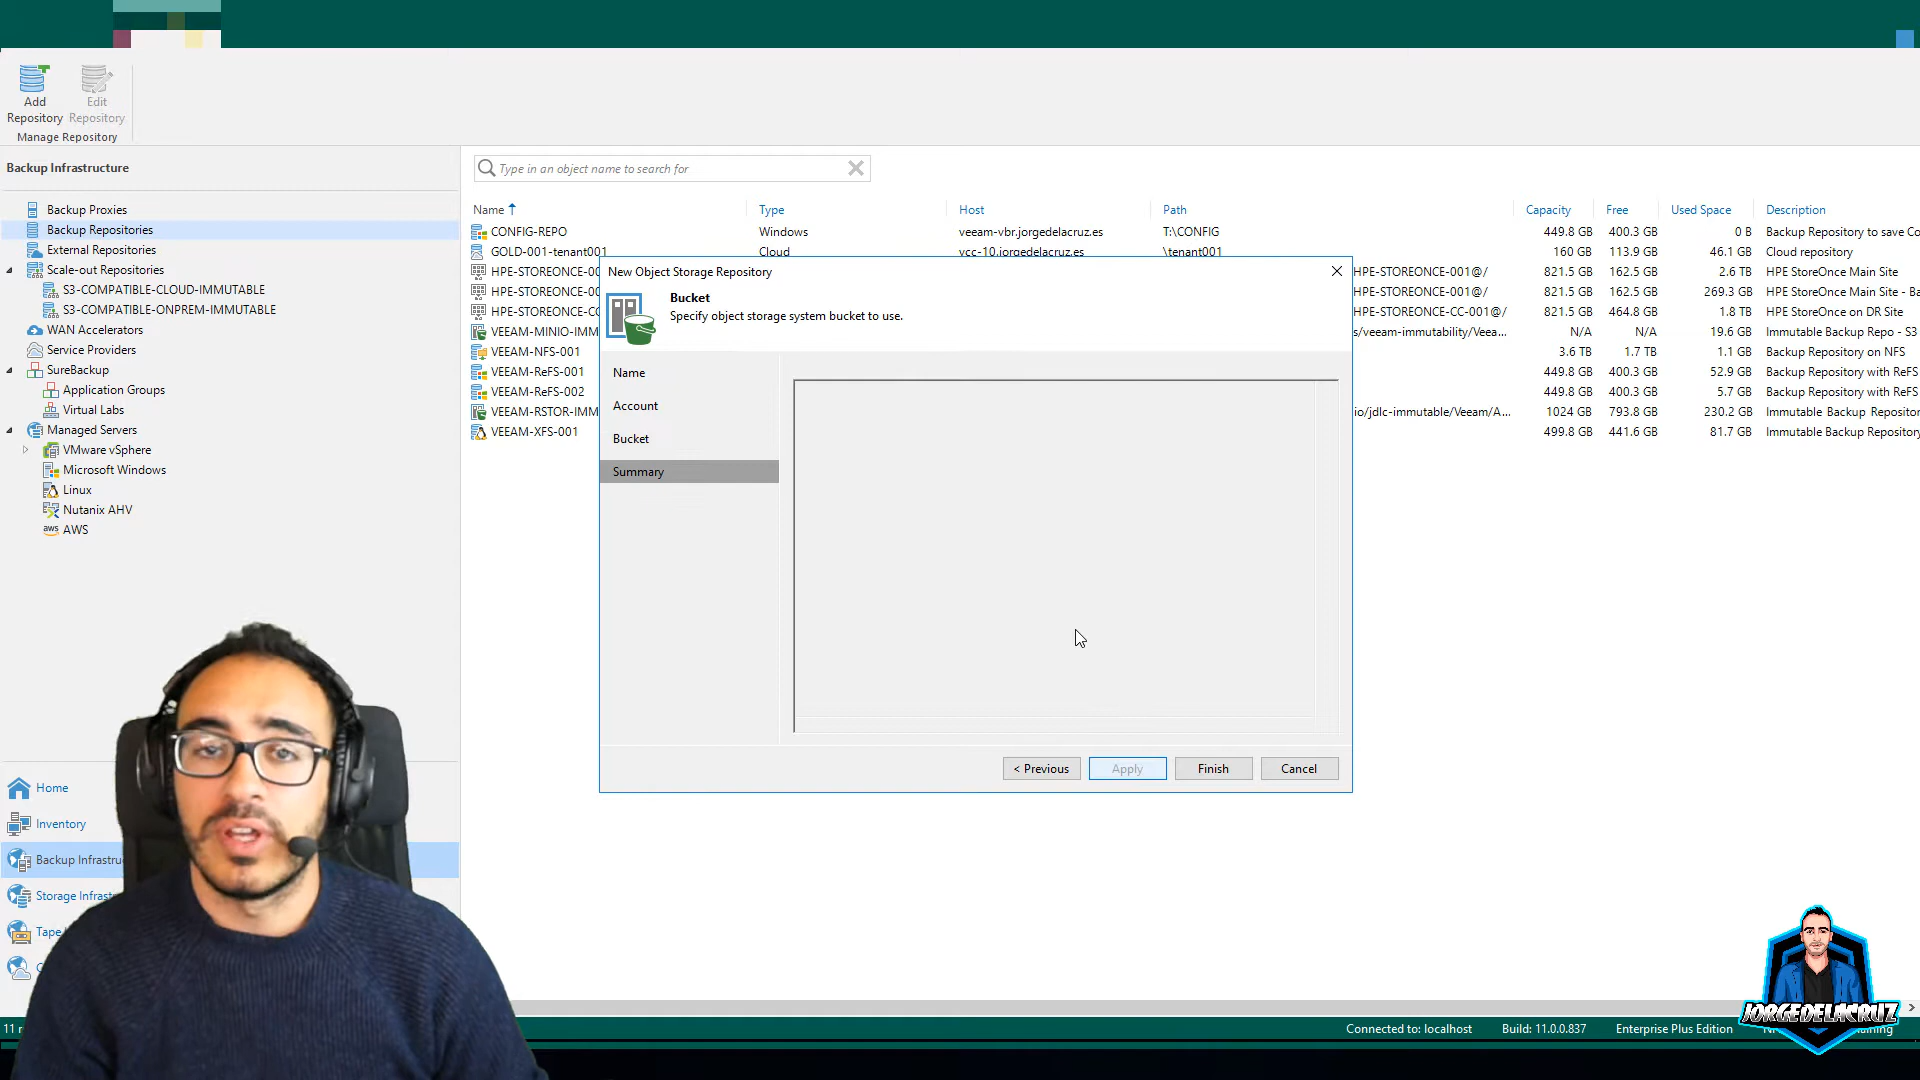 Add
Repository
Edit
Repository
Manage Repository
Backup Infrastructure
Type in an object name to search for
Backup Proxies
Backup Repositories
External Repositories
Scale-out Repositories
S3-COMPATIBLE-CLOUD-IMMUTABLE
S3-COMPATIBLE-ONPREM-IMMUTABLE
WAN Accelerators
Service Providers
SureBackup
Application Groups
Virtual Labs
Managed Servers
VMware vSphere
Microsoft Windows
Linux
Nutanix AHV
aws AWS
Name Type Host Path Capacity Free Used Space Description
CONFIG-REPO Windows veeam-vbr.jorgedelacruz.es T:\CONFIG 449.8 GB 400.3 GB 0 B Backup Repository to save Co
GOLD-001-tenant001 Cloud vcc-10.jorgedelacruz.es \tenant001 160 GB 113.9 GB 46.1 GB Cloud repository
HPE-STOREONCE-00 HPE-STOREONCE-001@/ 821.5 GB 162.5 GB 2.6 TB HPE StoreOnce Main Site
HPE-STOREONCE-00 HPE-STOREONCE-001@/ 821.5 GB 162.5 GB 269.3 GB HPE StoreOnce Main Site - Ba
HPE-STOREONCE-CC HPE-STOREONCE-CC-001@/ 821.5 GB 464.8 GB 1.8 TB HPE StoreOnce on DR Site
VEEAM-MINIO-IMM s/veeam-immutability/Veea... N/A N/A 19.6 GB Immutable Backup Repo - S3
VEEAM-NFS-001 3.6 TB 1.7 TB 1.1 GB Backup Repository on NFS
VEEAM-ReFS-001 449.8 GB 400.3 GB 52.9 GB Backup Repository with ReFS
VEEAM-ReFS-002 449.8 GB 400.3 GB 5.7 GB Backup Repository with ReFS
VEEAM-RSTOR-IMM io/jdlc-immutable/Veeam/A... 1024 GB 793.8 GB 230.2 GB Immutable Backup Repositor
VEEAM-XFS-001 499.8 GB 441.6 GB 81.7 GB Immutable Backup Repository
New Object Storage Repository
Bucket
Specify object storage system bucket to use.
Name
Account
Bucket
Summary
< Previous Apply Finish Cancel
Home
Inventory
Backup Infrastru
Storage Infrast
Tape
JORGEDELACRUZ
Connected to: localhost Build: 11.0.0.837 Enterprise Plus Edition